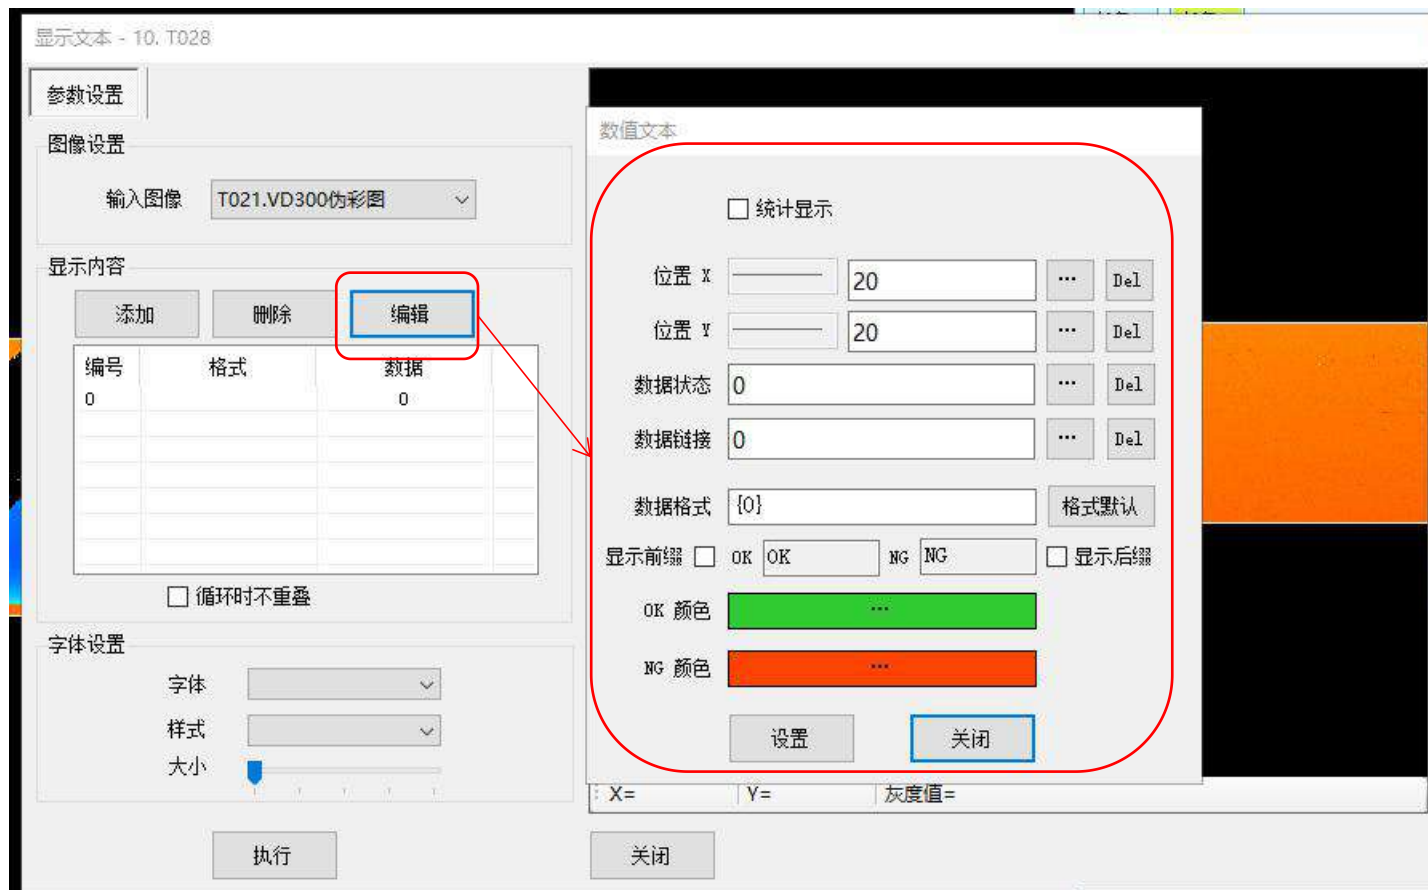 显示文本 - 10. T028
参数设置
图像设置
输入图像 T021.VD300伪彩图
显示内容
添加 删除 编辑
编号 格式 数据
0 0
循环时不重叠
字体设置
字体
样式
大小
执行 关闭
数值文本
统计显示
位置 X 20 ... Del
位置 Y 20 ... Del
数据状态 0 ... Del
数据链接 0 ... Del
数据格式 {0} 格式默认
显示前缀 OK OK NG NG 显示后缀
OK 颜色 ...
NG 颜色 ...
设置 关闭
X= Y= 灰度值=